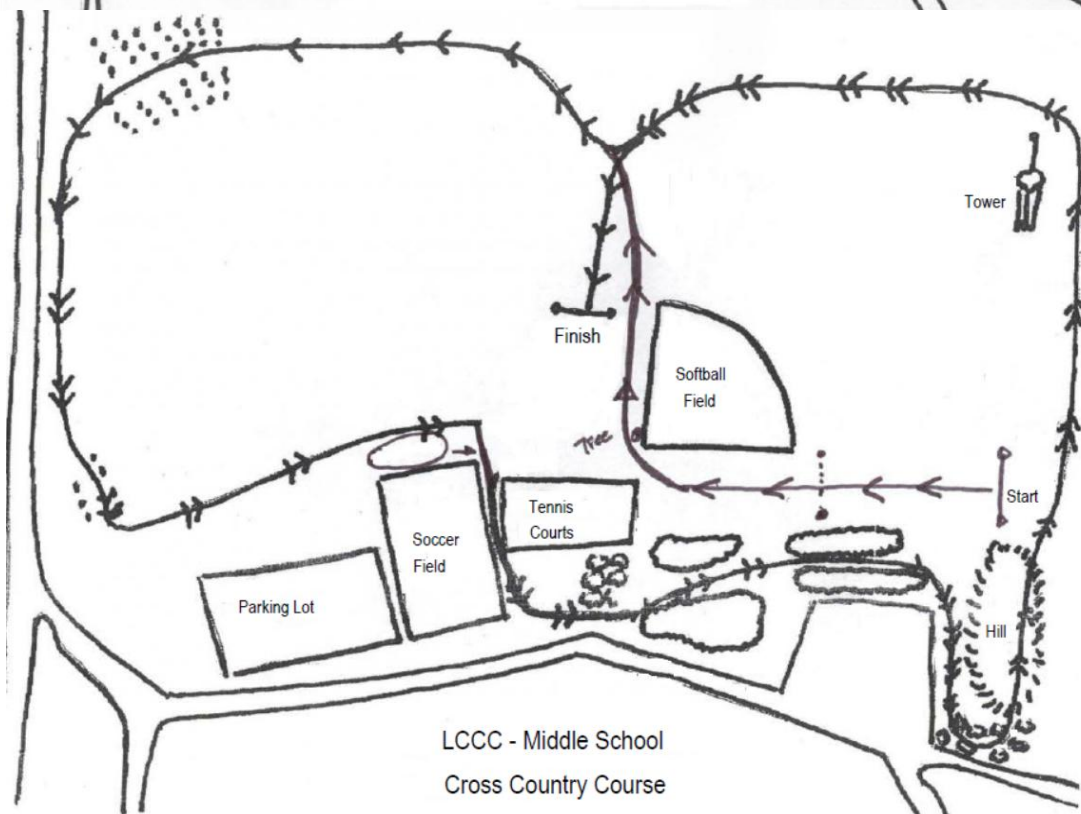 Tower
Finish
Softball
Field
Tree
Start
Tennis
Courts
Soccer
Field
Parking Lot
Hill
LCCC - Middle School
Cross Country Course